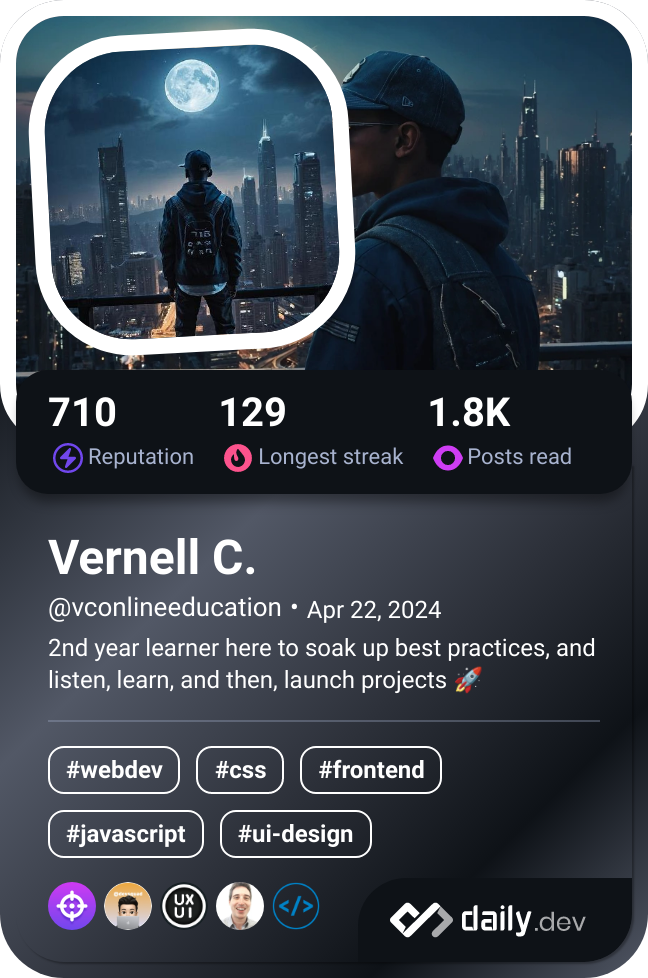 710 129 1.8K
Reputation Longest streak Posts read
Vernell C.
@vconlineeducation • Apr 22, 2024
2nd year learner here to soak up best practices, and
listen, learn, and then, launch projects 🚀
#webdev #css #frontend
#javascript #ui-design
UX
UI
</>
daily.dev